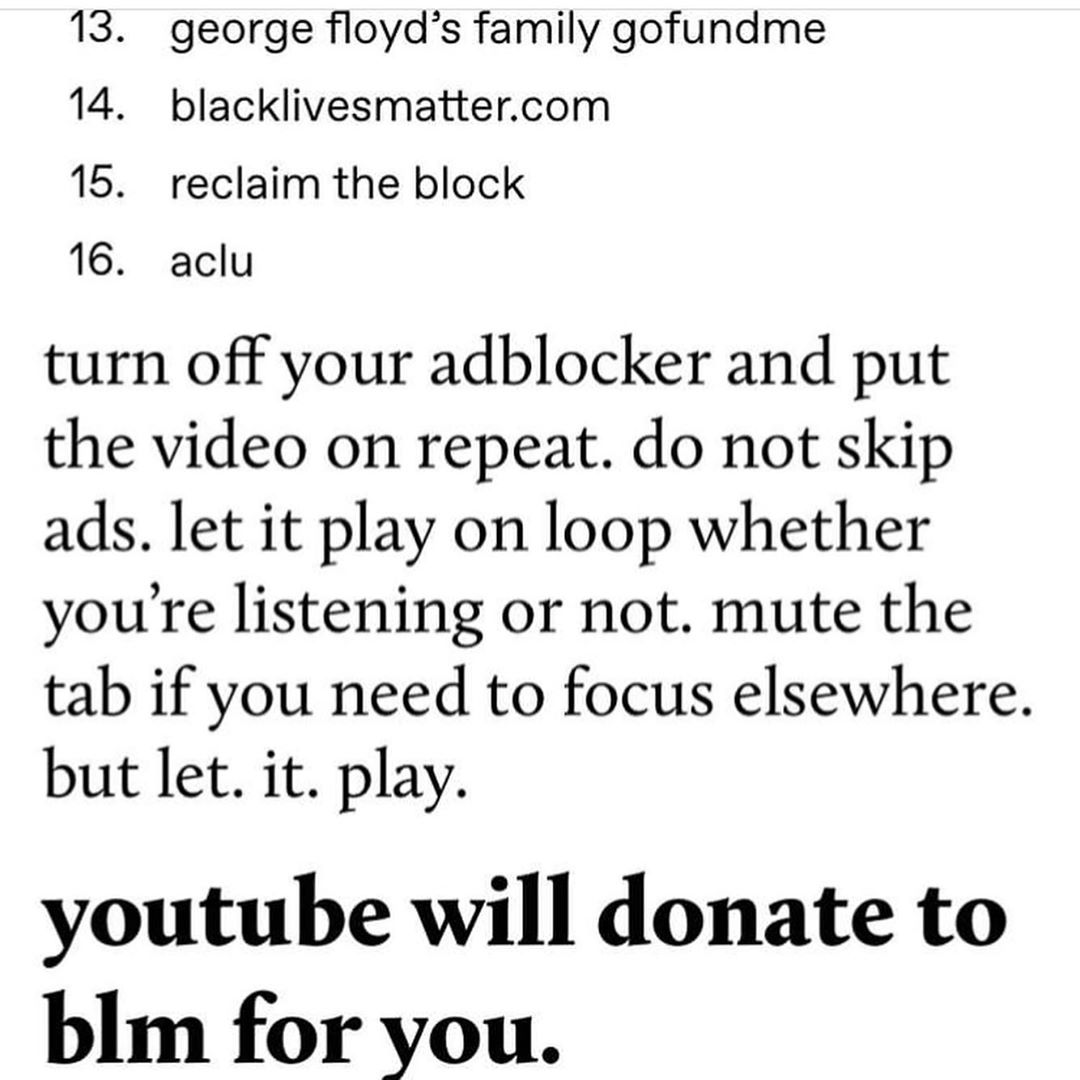 13. george floyd’s family gofundme
14. blacklivesmatter.com
15. reclaim the block
16. aclu
turn off your adblocker and put
the video on repeat. do not skip
ads. let it play on loop whether
you’re listening or not. mute the
tab if you need to focus elsewhere.
but let. it. play.
youtube will donate to
blm for you.